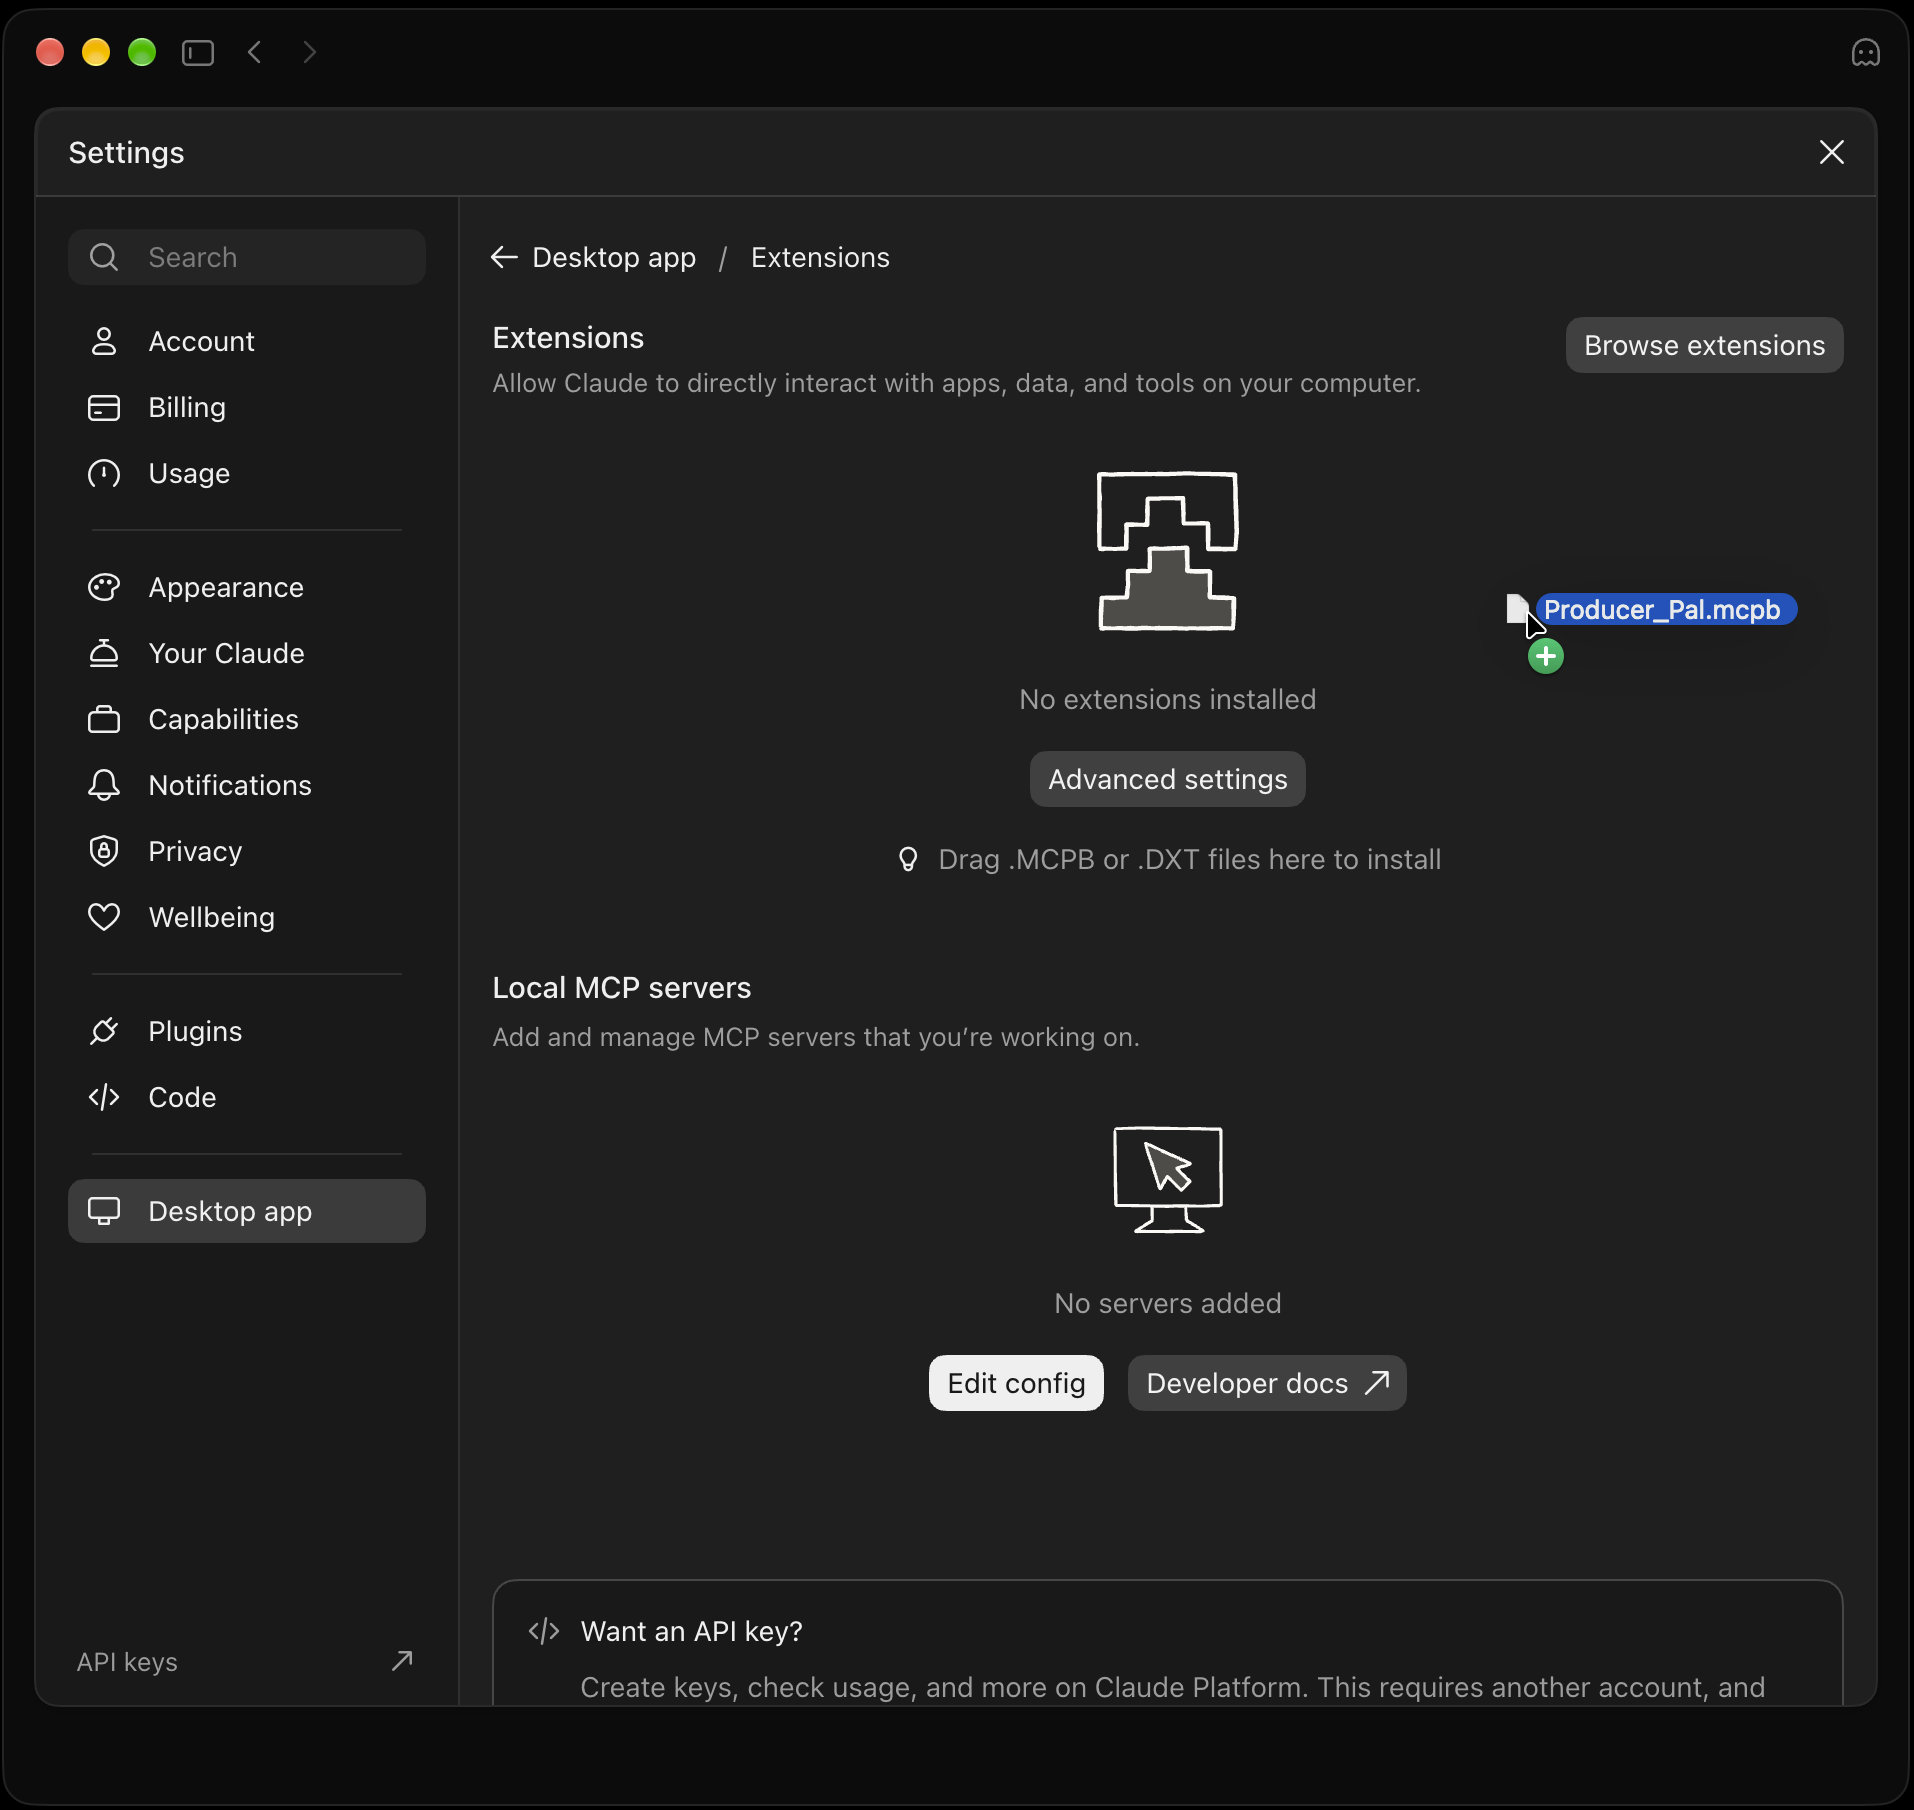 Settings
Search
Account
Billing
Usage
Appearance
Your Claude
Capabilities
Notifications
Privacy
Wellbeing
Plugins
Code
Desktop app
API keys
Desktop app / Extensions
Extensions
Browse extensions
Allow Claude to directly interact with apps, data, and tools on your computer.
Producer_Pal.mcpb
No extensions installed
Advanced settings
Drag .MCPB or .DXT files here to install
Local MCP servers
Add and manage MCP servers that you’re working on.
No servers added
Edit config
Developer docs
Want an API key?
Create keys, check usage, and more on Claude Platform. This requires another account, and